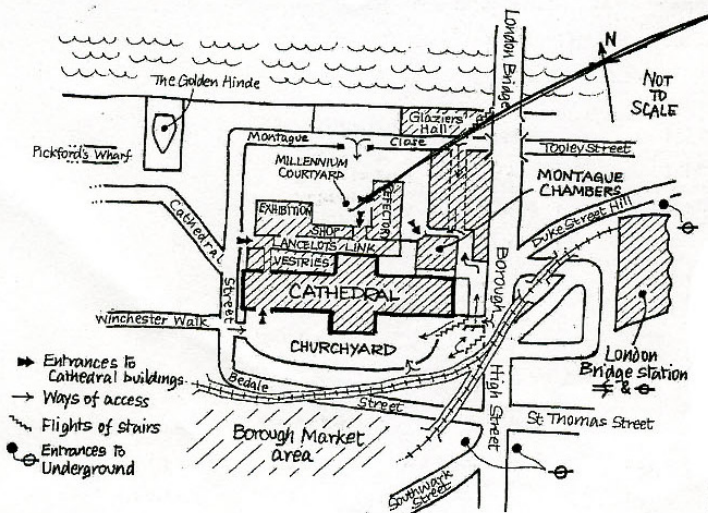 London Bridge
N
NOT
TO
SCALE
The Golden Hinde
Glaziers'
Hall
Pickford's Wharf
Montague
Close
Tooley Street
MILLENNIUM
COURTYARD
MONTAGUE
CHAMBERS
REFECTORY
EXHIBITION
SHOP
LANCELOT'S LINK
VESTRIES
CATHEDRAL
Duke Street Hill
Cathedral
Street
Borough
High Street
Winchester Walk
CHURCHYARD
London
Bridge station
&
Entrances to
Cathedral buildings
Ways of access
Flights of stairs
Entrances to
Underground
Bedale
Street
Borough Market
area
St Thomas Street
Southwark
Street